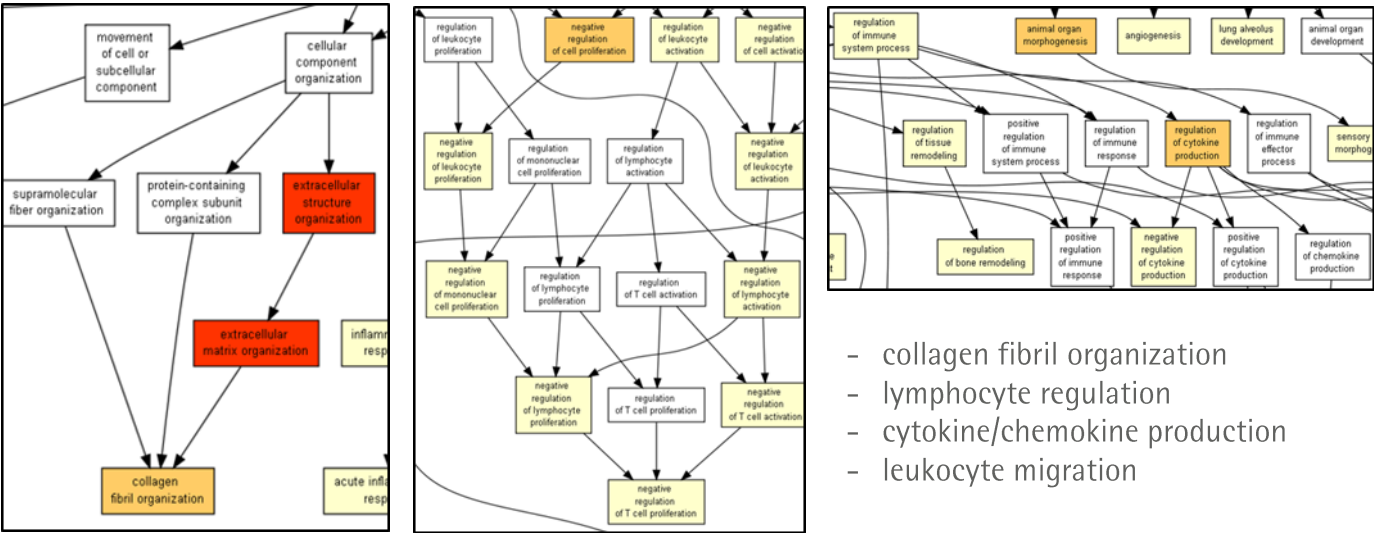 movement
of cell or
subcellular
component
cellular
component
organization
supramolecular
fiber organization
protein-containing
complex subunit
organization
extracellular
structure
organization
extracellular
matrix organization
inflamr
resp
collagen
fibril organization
acute infla
resp
regulation
of leukocyte
proliferation
negative
regulation
of cell proliferation
regulation
of leukocyte
activation
negative
regulation
of cell activatio
negative
regulation
of leukocyte
proliferation
regulation
of mononuclear
cell proliferation
regulation
of lymphocyte
activation
negative
regulation
of leukocyte
activation
negative
regulation
of mononuclear
cell proliferation
regulation
of lymphocyte
proliferation
regulation
of T cell activation
negative
regulation
of lymphocyte
activation
negative
regulation
of lymphocyte
proliferation
regulation
of T cell proliferation
negative
regulation
of T cell activation
negative
regulation
of T cell proliferation
regulation
of immune
system process
animal organ
morphogenesis
angiogenesis
lung alveolus
development
animal organ
development
regulation
of tissue
remodeling
positive
regulation
of immune
system process
regulation
of immune
response
regulation
of cytokine
production
regulation
of immune
effector
process
sensory
morphog
regulation
of bone remodeling
positive
regulation
of immune
response
negative
regulation
of cytokine
production
positive
regulation
of cytokine
production
regulation
of chemokine
production
- collagen fibril organization
- lymphocyte regulation
- cytokine/chemokine production
- leukocyte migration